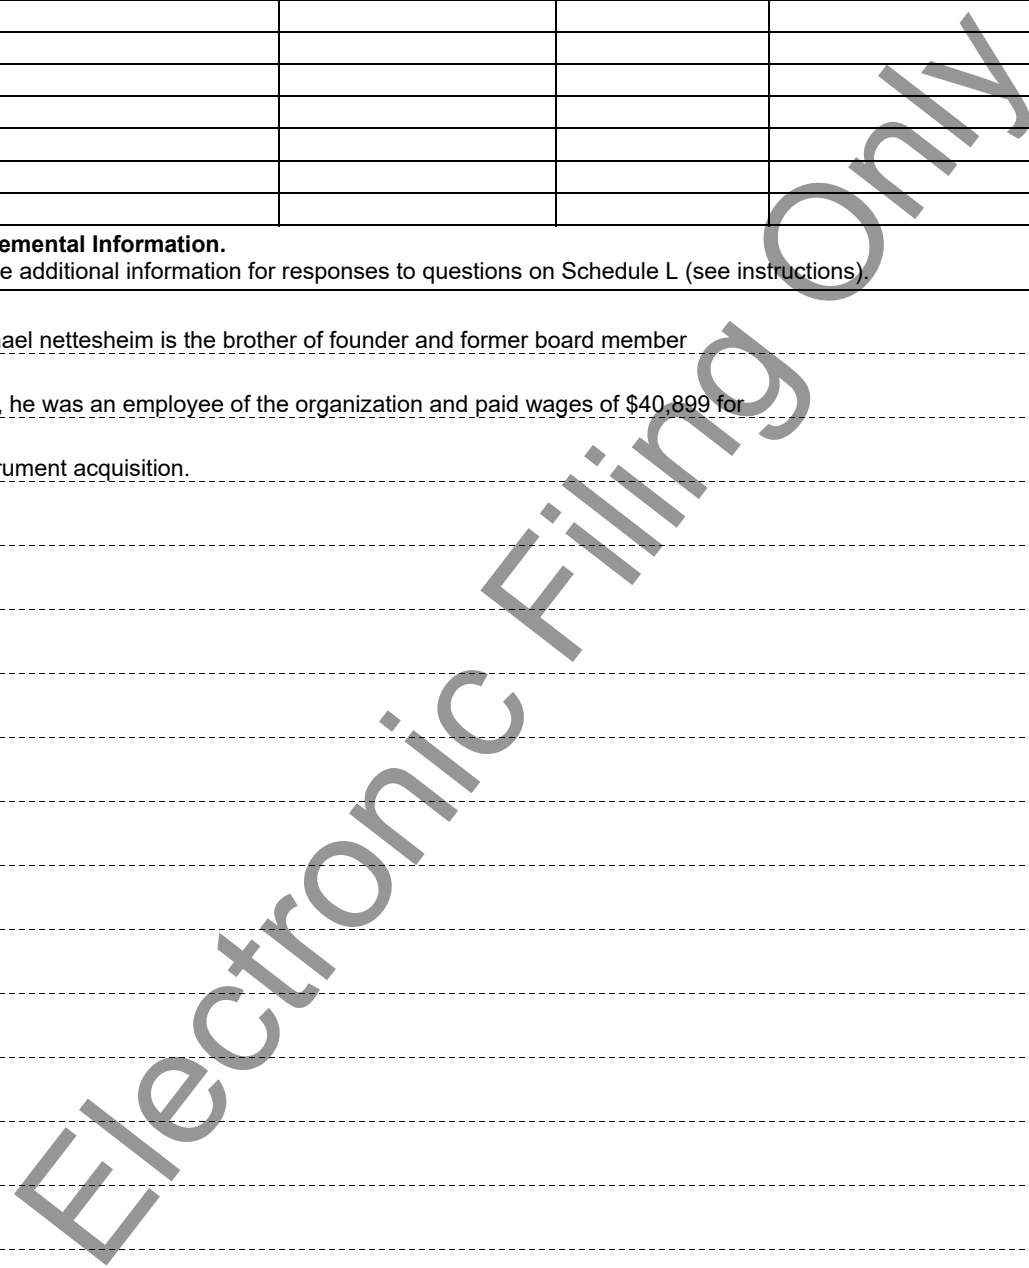 emental Information.
e additional information for responses to questions on Schedule L (see instructions).
ael nettesheim is the brother of founder and former board member
, he was an employee of the organization and paid wages of $40,899 for
rument acquisition.
Electronic Filing Only